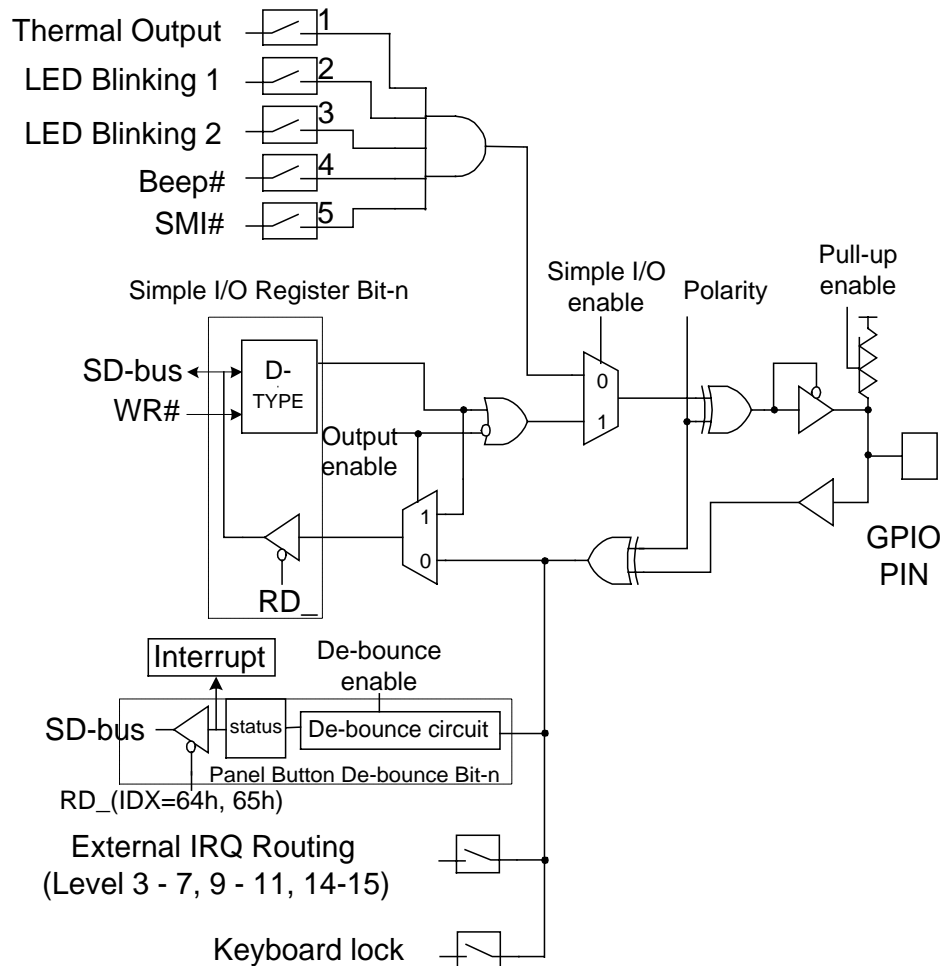 Thermal Output
1
LED Blinking 1
2
LED Blinking 2
3
Beep#
4
SMI#
5
Simple I/O
enable
Polarity
Pull-up
enable
Simple I/O Register Bit-n
SD-bus
WR#
D-
TYPE
0
1
Output
enable
1
0
RD_
GPIO
PIN
Interrupt
De-bounce
enable
SD-bus
status
De-bounce circuit
Panel Button De-bounce Bit-n
RD_(IDX=64h, 65h)
External IRQ Routing
(Level 3 - 7, 9 - 11, 14-15)
Keyboard lock